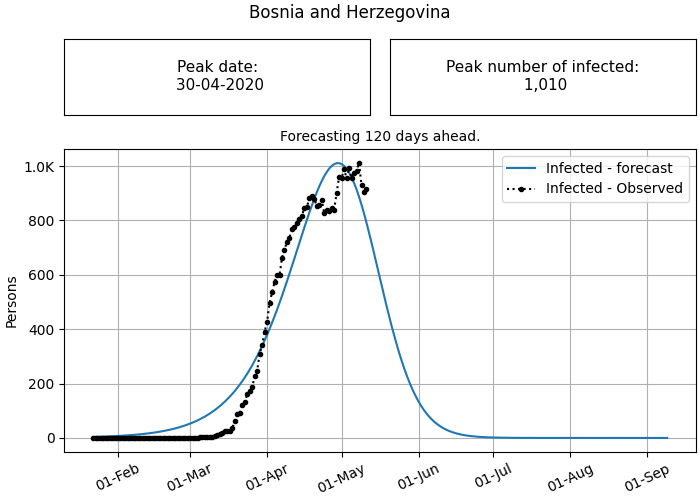 Bosnia and Herzegovina
Peak date:
30-04-2020
Peak number of infected:
1,010
Forecasting 120 days ahead.
Infected - forecast
Infected - Observed
Persons
1.0K
800
600
400
200
0
01-Feb
01-Mar
01-Apr
01-May
01-Jun
01-Jul
01-Aug
01-Sep